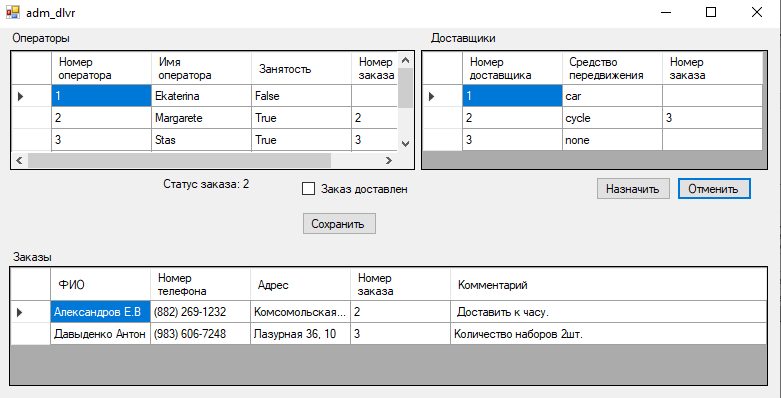 adm_dlvr
Операторы
Номер оператора Имя оператора Занятость Номер заказа
1 Ekaterina False
2 Margarete True 2
3 Stas True 3
Доставщики
Номер доставщика Средство передвижения Номер заказа
1 car
2 cycle 3
3 none
Статус заказа: 2
Заказ доставлен
Назначить Отменить
Сохранить
Заказы
ФИО Номер телефона Адрес Номер заказа Комментарий
Александров Е.В (882) 269-1232 Комсомольская... 2 Доставить к часу.
Давыденко Антон (983) 606-7248 Лазурная 36, 10 3 Количество наборов 2шт.